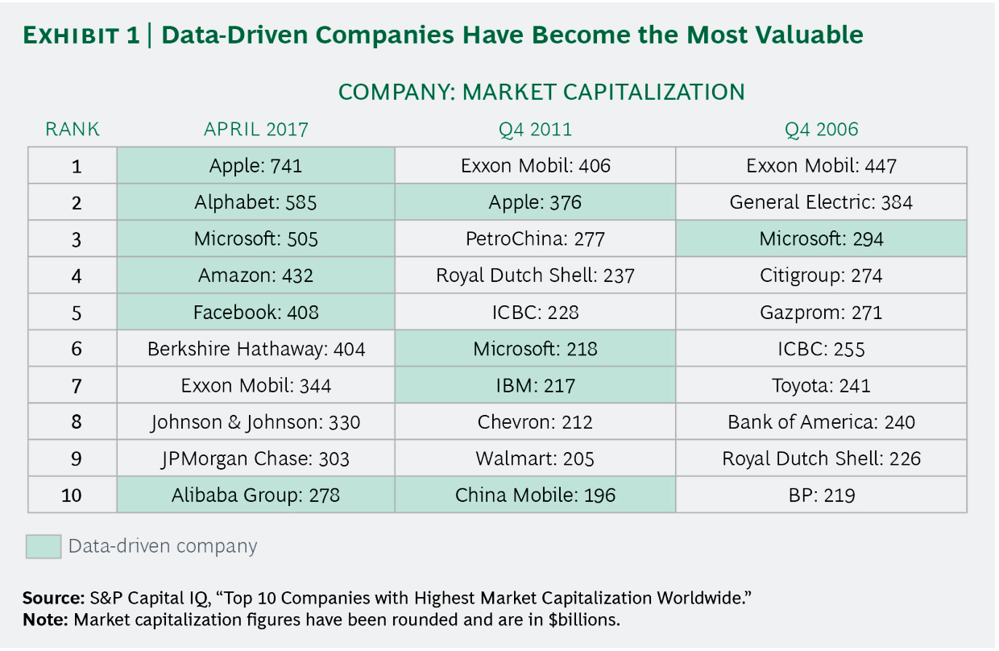 EXHIBIT 1 | Data-Driven Companies Have Become the Most Valuable
COMPANY: MARKET CAPITALIZATION
RANK APRIL 2017 Q4 2011 Q4 2006
1 Apple: 741 Exxon Mobil: 406 Exxon Mobil: 447
2 Alphabet: 585 Apple: 376 General Electric: 384
3 Microsoft: 505 PetroChina: 277 Microsoft: 294
4 Amazon: 432 Royal Dutch Shell: 237 Citigroup: 274
5 Facebook: 408 ICBC: 228 Gazprom: 271
6 Berkshire Hathaway: 404 Microsoft: 218 ICBC: 255
7 Exxon Mobil: 344 IBM: 217 Toyota: 241
8 Johnson & Johnson: 330 Chevron: 212 Bank of America: 240
9 JPMorgan Chase: 303 Walmart: 205 Royal Dutch Shell: 226
10 Alibaba Group: 278 China Mobile: 196 BP: 219
Data-driven company
Source: S&P Capital IQ, “Top 10 Companies with Highest Market Capitalization Worldwide.”
Note: Market capitalization figures have been rounded and are in $billions.